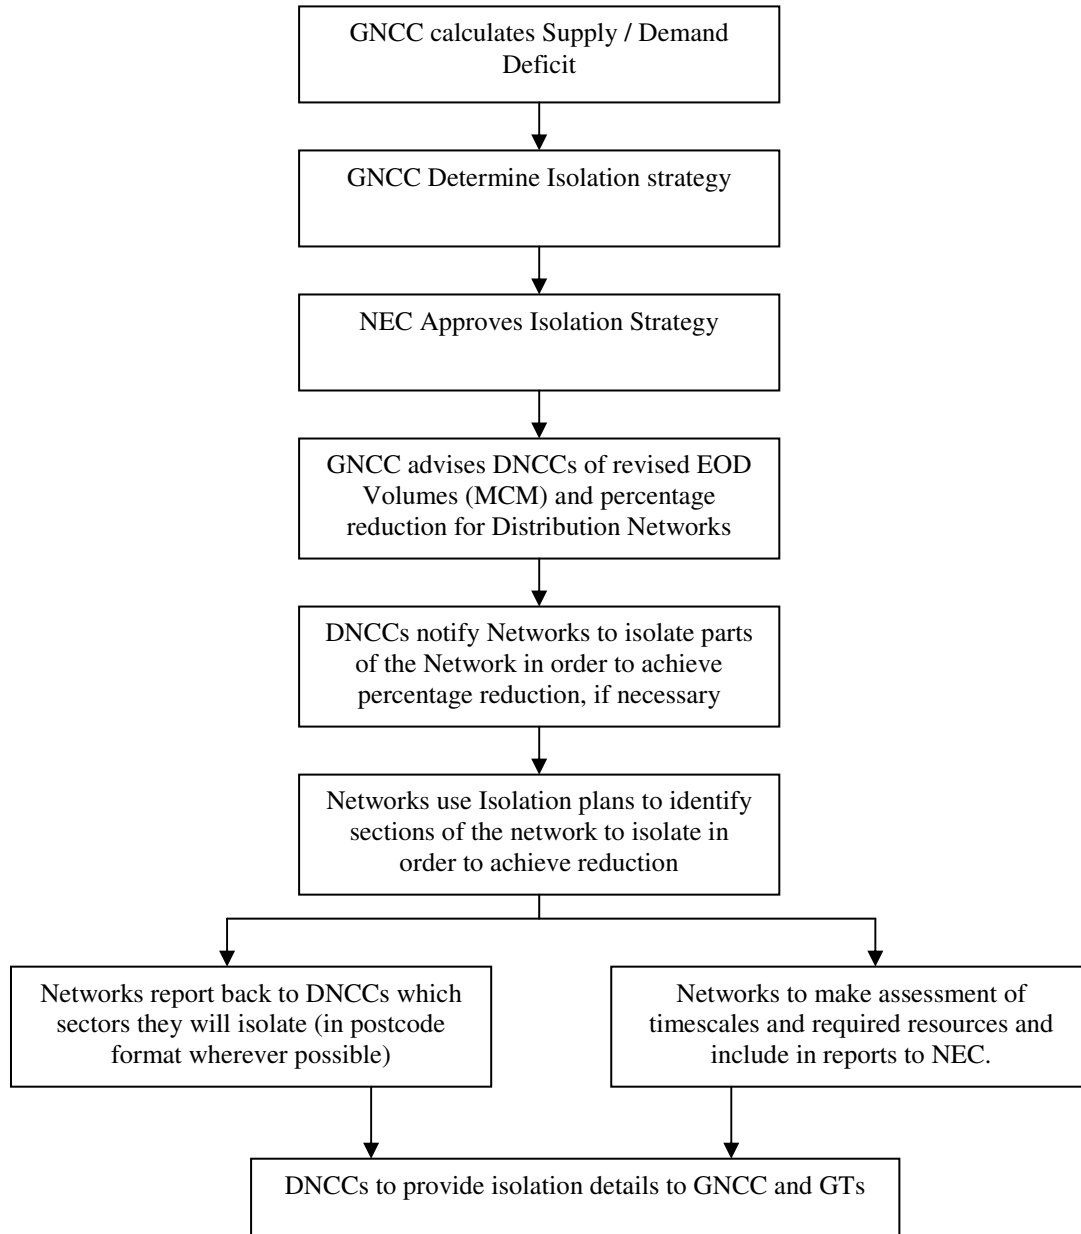 GNCC calculates Supply / Demand
Deficit
GNCC Determine Isolation strategy
NEC Approves Isolation Strategy
GNCC advises DNCCs of revised EOD
Volumes (MCM) and percentage
reduction for Distribution Networks
DNCCs notify Networks to isolate parts
of the Network in order to achieve
percentage reduction, if necessary
Networks use Isolation plans to identify
sections of the network to isolate in
order to achieve reduction
Networks report back to DNCCs which
sectors they will isolate (in postcode
format wherever possible)
Networks to make assessment of
timescales and required resources and
include in reports to NEC.
DNCCs to provide isolation details to GNCC and GTs